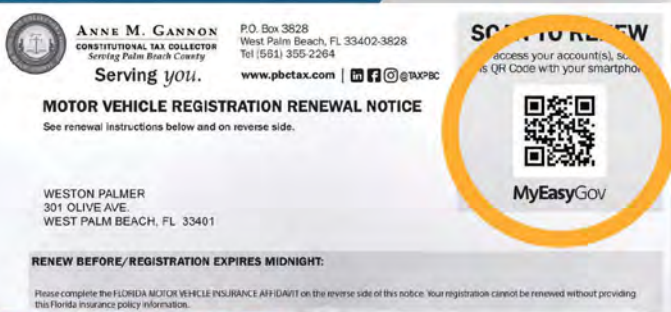 ANNE M. GANNON
CONSTITUTIONAL TAX COLLECTOR
Serving Palm Beach County
Serving you.
P.O. Box 3828
West Palm Beach, FL 33402-3828
Tel (561) 355-2264
www.pbctax.com | @TAXPBC
SCAN TO RENEW
access your account(s),
QR Code with your smartphone
MyEasyGov
MOTOR VEHICLE REGISTRATION RENEWAL NOTICE
See renewal instructions below and on reverse side.
WESTON PALMER
301 OLIVE AVE.
WEST PALM BEACH, FL 33401
RENEW BEFORE/REGISTRATION EXPIRES MIDNIGHT:
Please complete the FLORIDA MOTOR VEHICLE INSURANCE AFFIDAVIT on the reverse side of this notice. Your registration cannot be renewed without providing
this Florida insurance policy information.